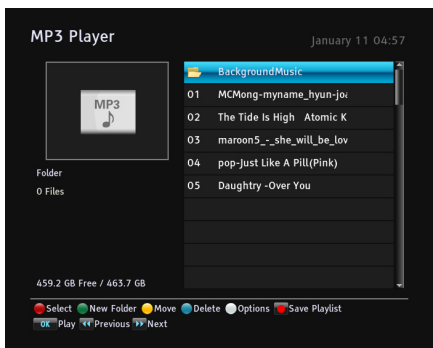 MP3 Player
January 11 04:57
BackgroundMusic
01 MCMong-myname_hyun-joa
02 The Tide Is High Atomic K
03 maroon5_-_she_will_be_lov
04 pop-Just Like A Pill(Pink)
05 Daughtry -Over You
MP3
Folder
0 Files
459.2 GB Free / 463.7 GB
Select New Folder Move Delete Options Save Playlist
OK Play Previous Next